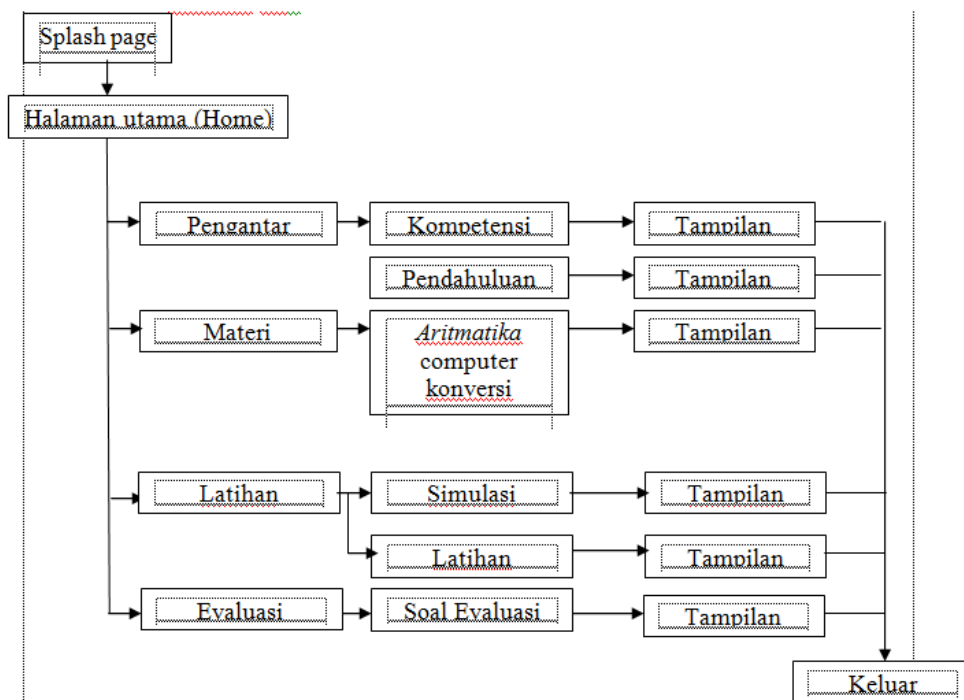 Splash page
Halaman utama (Home)
Pengantar
Kompetensi
Tampilan
Pendahuluan
Tampilan
Materi
Aritmatika
computer
konversi
Tampilan
Latihan
Simulasi
Tampilan
Latihan
Tampilan
Evaluasi
Soal Evaluasi
Tampilan
Keluar